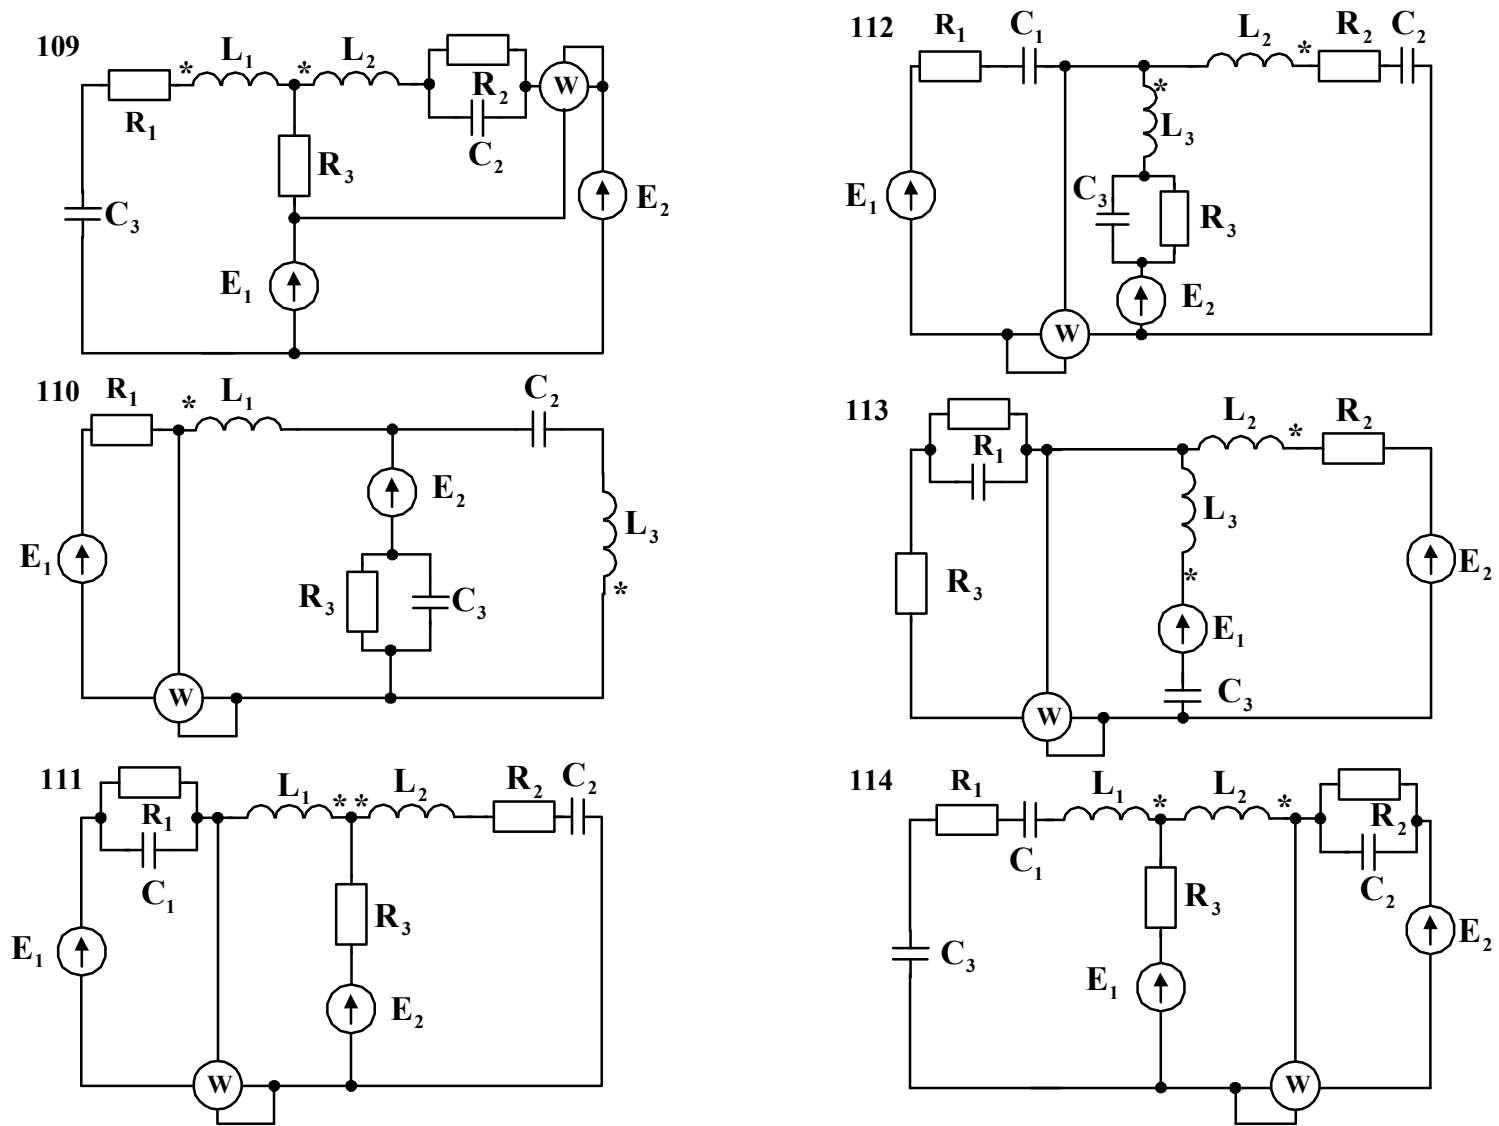 109
* L1 * L2
R1
R2
C2
W
R3
C3
E1
E2
112
R1 C1 L2 * R2 C2
*
L3
C3
R3
E1
E2
W
110
R1 * L1 C2
E2
L3
*
E1
R3 C3
W
113
R1
L2 * R2
L3
*
R3
E1
E2
C3
W
111
R1
C1
L1 * * L2 R2 C2
R3
E1
E2
W
114
R1
C1
L1 * L2 *
R2
C2
R3
C3
E1
E2
W